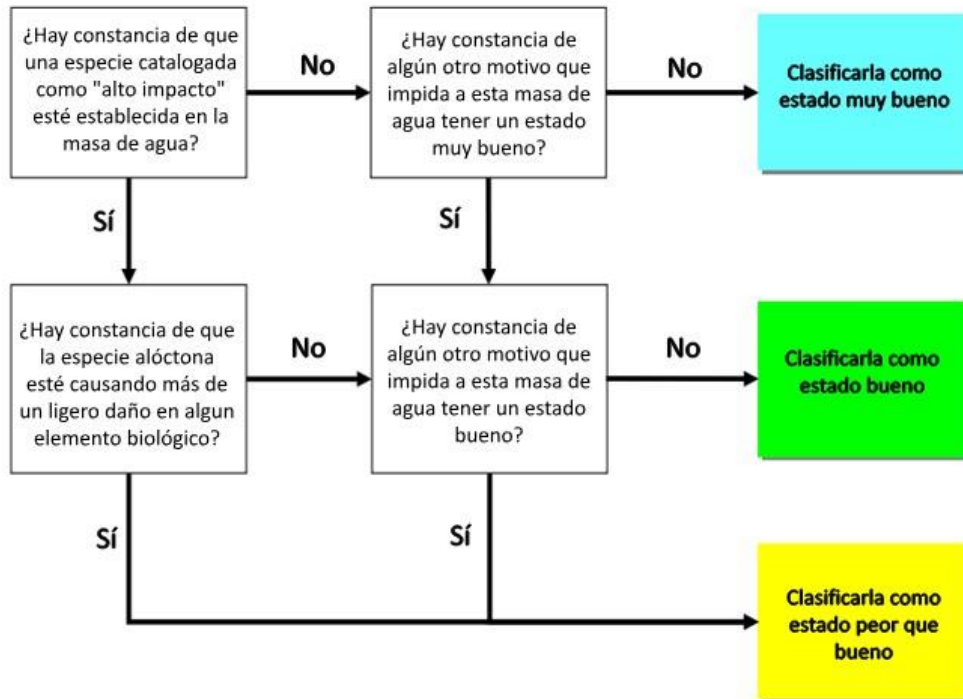 ¿Hay constancia de que
una especie catalogada
como "alto impacto"
esté establecida en la
masa de agua?
No
¿Hay constancia de
algún otro motivo que
impida a esta masa de
agua tener un estado
muy bueno?
No
Clasificarla como
estado muy bueno
Sí
Sí
¿Hay constancia de que
la especie alóctona
esté causando más de
un ligero daño en algun
elemento biológico?
No
¿Hay constancia de
algún otro motivo que
impida a esta masa de
agua tener un estado
bueno?
No
Clasificarla como
estado bueno
Sí
Sí
Clasificarla como
estado peor que
bueno